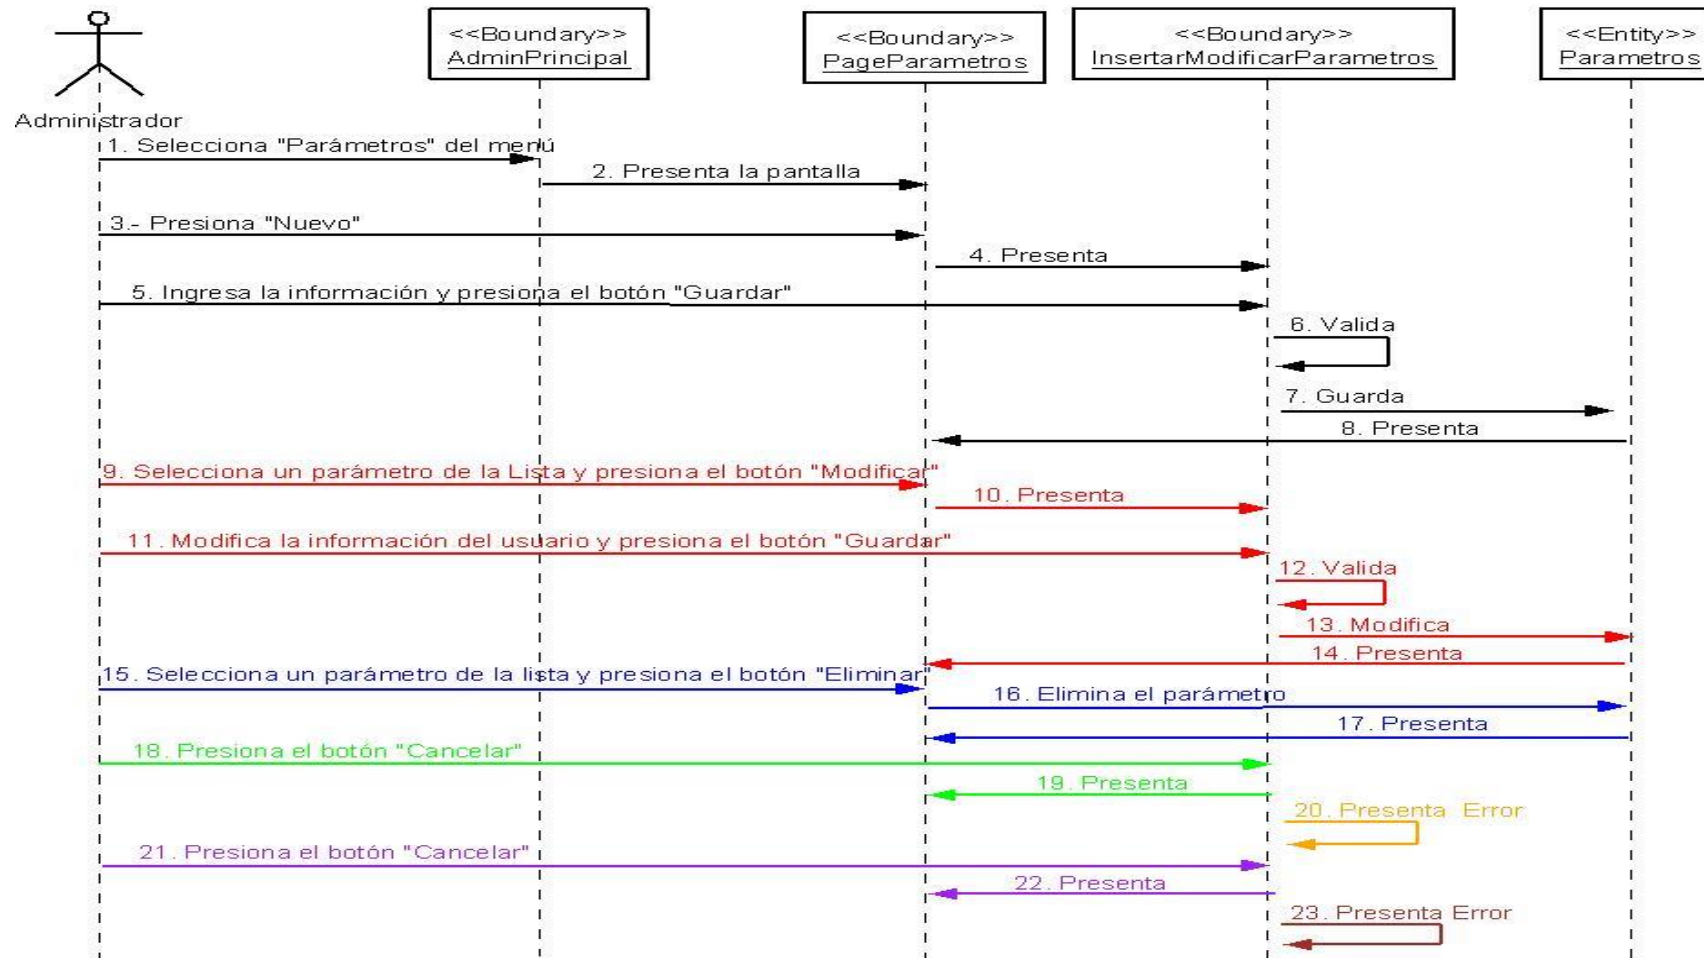 <<Boundary>>
AdminPrincipal
<<Boundary>>
PageParametros
<<Boundary>>
InsertarModificarParametros
<<Entity>>
Parametros
Administrador
1. Selecciona "Parámetros" del menú
2. Presenta la pantalla
3.- Presiona "Nuevo"
4. Presenta
5. Ingresa la información y presiona el botón "Guardar"
6. Valida
7. Guarda
8. Presenta
9. Selecciona un parámetro de la Lista y presiona el botón "Modificar"
10. Presenta
11. Modifica la información del usuario y presiona el botón "Guardar"
12. Valida
13. Modifica
14. Presenta
15. Selecciona un parámetro de la lista y presiona el botón "Eliminar"
16. Elimina el parámetro
17. Presenta
18. Presiona el botón "Cancelar"
19. Presenta
20. Presenta Error
21. Presiona el botón "Cancelar"
22. Presenta
23. Presenta Error